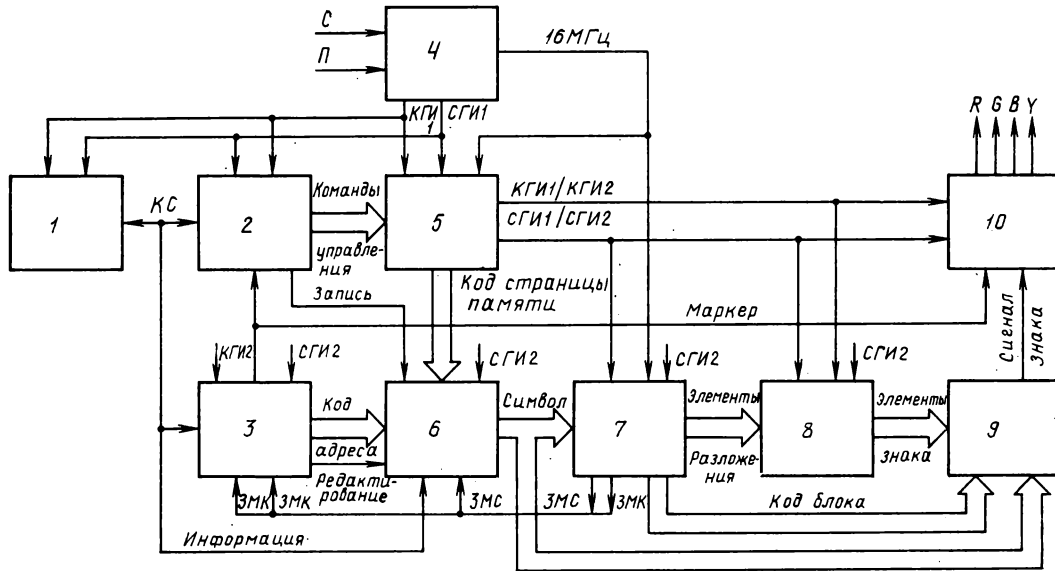 С
П
4
16 МГц
КГИ
1
СГИ1
R G B Y
1
КС
2
Команды
управле-
ния
5
КГИ1/КГИ2
СГИ1/СГИ2
10
Запись
Код страницы
памяти
Маркер
Сигнал
знака
КГИ2
СГИ2
СГИ2
СГИ2
СГИ2
3
Код
адреса
Редакти-
рование
6
Символ
7
Элементы
Разложе-
ния
8
Элементы
знака
9
ЗМК
ЗМК
ЗМС
ЗМС
ЗМК
Код блока
Информация